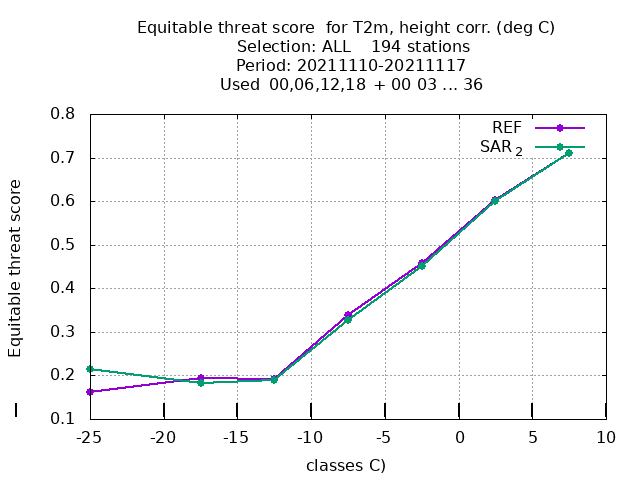 Equitable threat score  for T2m, height corr. (deg C)
Selection: ALL    194 stations
Period: 20211110-20211117
Used  00,06,12,18  + 00 03 ... 36
REF
SAR 2
Equitable threat score
0.8
0.7
0.6
0.5
0.4
0.3
0.2
0.1
-25 -20 -15 -10 -5 0 5 10
classes C)